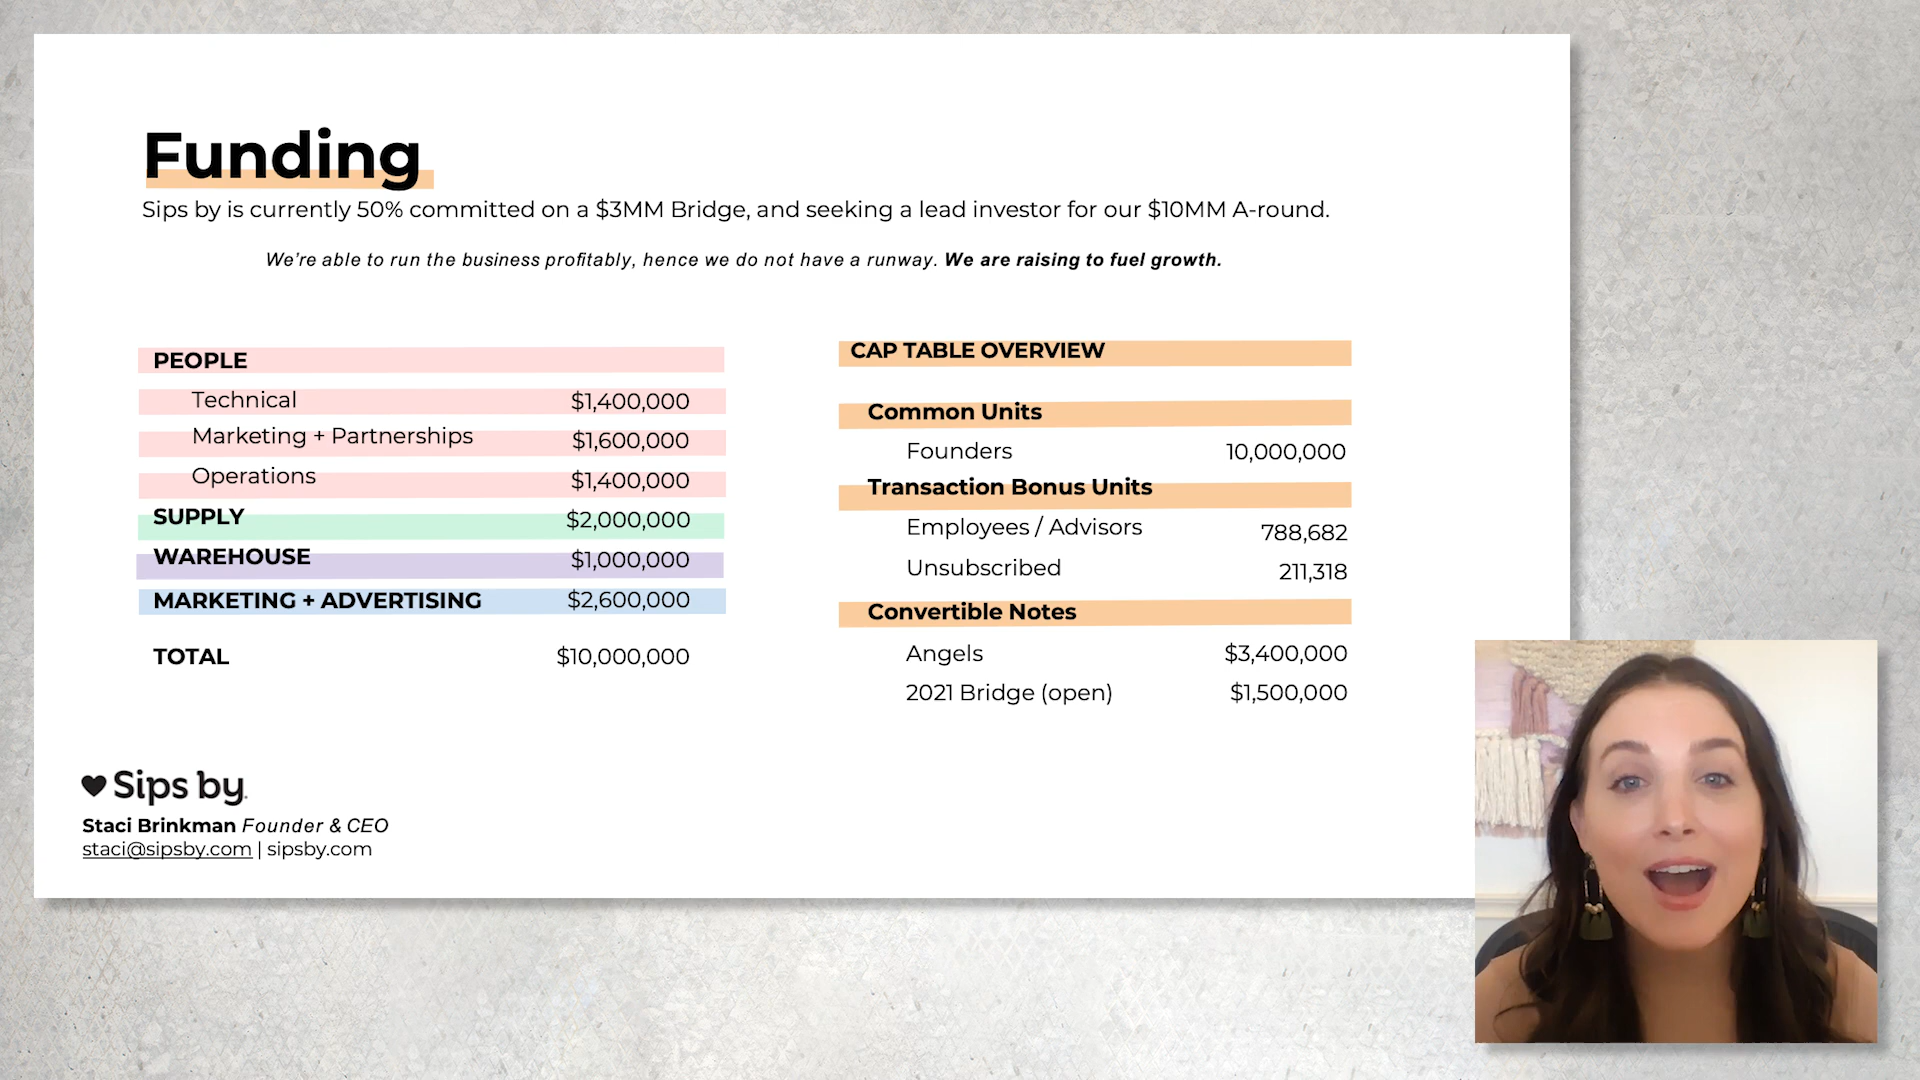 Funding
Sips by is currently 50% committed on a $3MM Bridge, and seeking a lead investor for our $10MM A-round.
We're able to run the business profitably, hence we do not have a runway. We are raising to fuel growth.
PEOPLE
Technical $1,400,000
Marketing + Partnerships $1,600,000
Operations $1,400,000
SUPPLY $2,000,000
WAREHOUSE $1,000,000
MARKETING + ADVERTISING $2,600,000
TOTAL $10,000,000
CAP TABLE OVERVIEW
Common Units
Founders 10,000,000
Transaction Bonus Units
Employees / Advisors 788,682
Unsubscribed 211,318
Convertible Notes
Angels $3,400,000
2021 Bridge (open) $1,500,000
Sips by.
Staci Brinkman Founder & CEO
staci@sipsby.com | sipsby.com